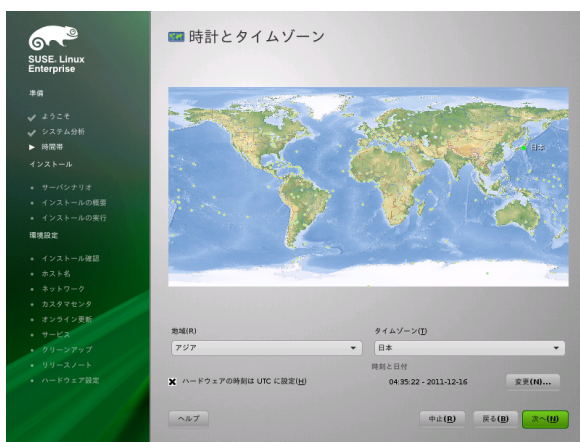 SUSE. Linux
Enterprise
準備
ようこそ
システム分析
時間帯
インストール
サーバシナリオ
インストールの概要
インストールの実行
環境設定
インストール確認
ホスト名
ネットワーク
カスタマセンタ
オンライン更新
サービス
クリーンアップ
リリースノート
ハードウェア設定
時計とタイムゾーン
日本
地域(R)
アジア
タイムゾーン(T)
日本
時刻と日付
ハードウェアの時刻は UTC に設定(H)
04:35:22 - 2011-12-16
変更(N)...
ヘルプ
中止(R)
戻る(B)
次へ(N)